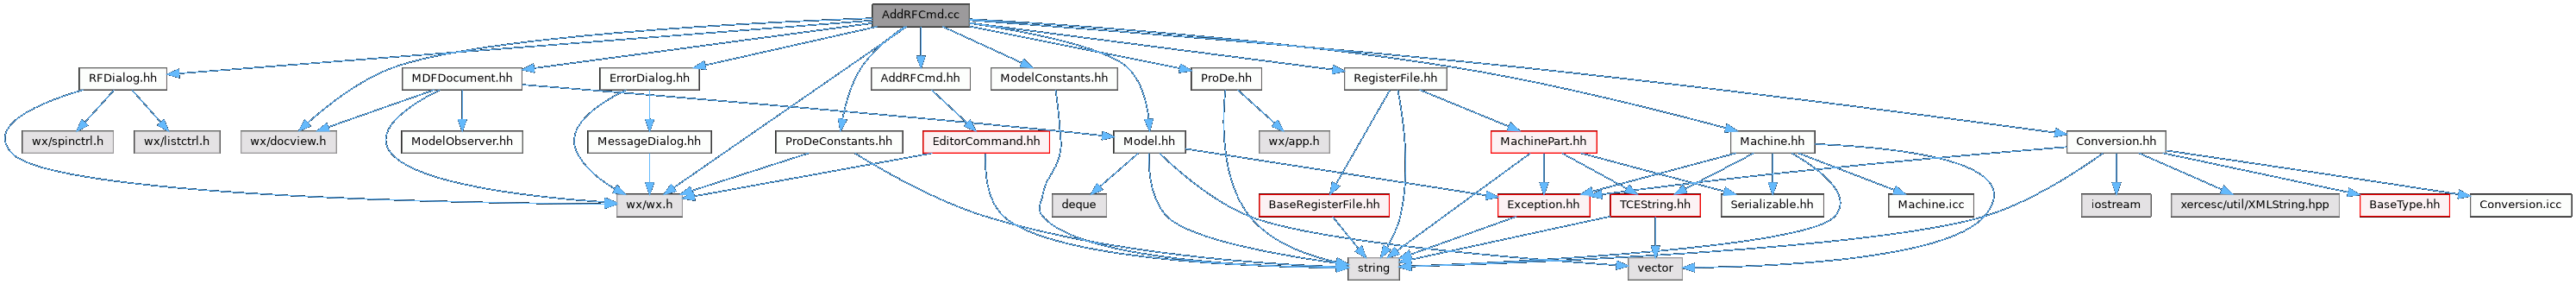 AddRFCmd.cc
RFDialog.hh
MDFDocument.hh
ErrorDialog.hh
AddRFCmd.hh
ModelConstants.hh
ProDe.hh
RegisterFile.hh
wx/spinctrl.h
wx/listctrl.h
wx/docview.h
ModelObserver.hh
MessageDialog.hh
ProDeConstants.hh
EditorCommand.hh
Model.hh
wx/app.h
MachinePart.hh
Machine.hh
Conversion.hh
wx/wx.h
deque
BaseRegisterFile.hh
Exception.hh
TCEString.hh
Serializable.hh
Machine.icc
iostream
xercesc/util/XMLString.hpp
BaseType.hh
Conversion.icc
string
vector